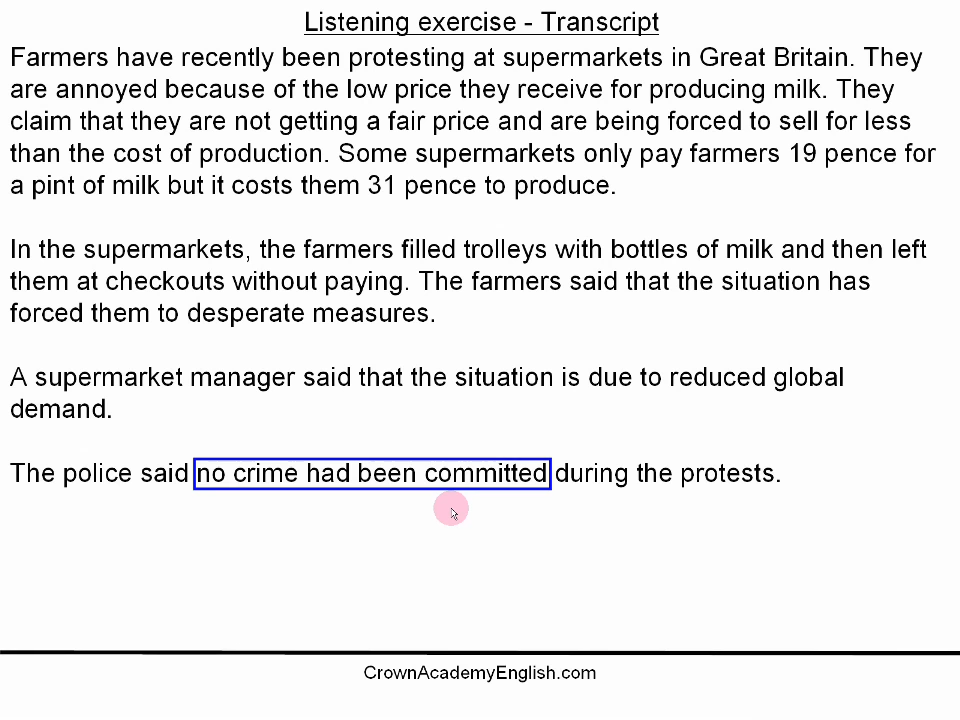 Listening exercise - Transcript
Farmers have recently been protesting at supermarkets in Great Britain. They
are annoyed because of the low price they receive for producing milk. They
claim that they are not getting a fair price and are being forced to sell for less
than the cost of production. Some supermarkets only pay farmers 19 pence for
a pint of milk but it costs them 31 pence to produce.
In the supermarkets, the farmers filled trolleys with bottles of milk and then left
them at checkouts without paying. The farmers said that the situation has
forced them to desperate measures.
A supermarket manager said that the situation is due to reduced global
demand.
The police said no crime had been committed during the protests.
CrownAcademyEnglish.com